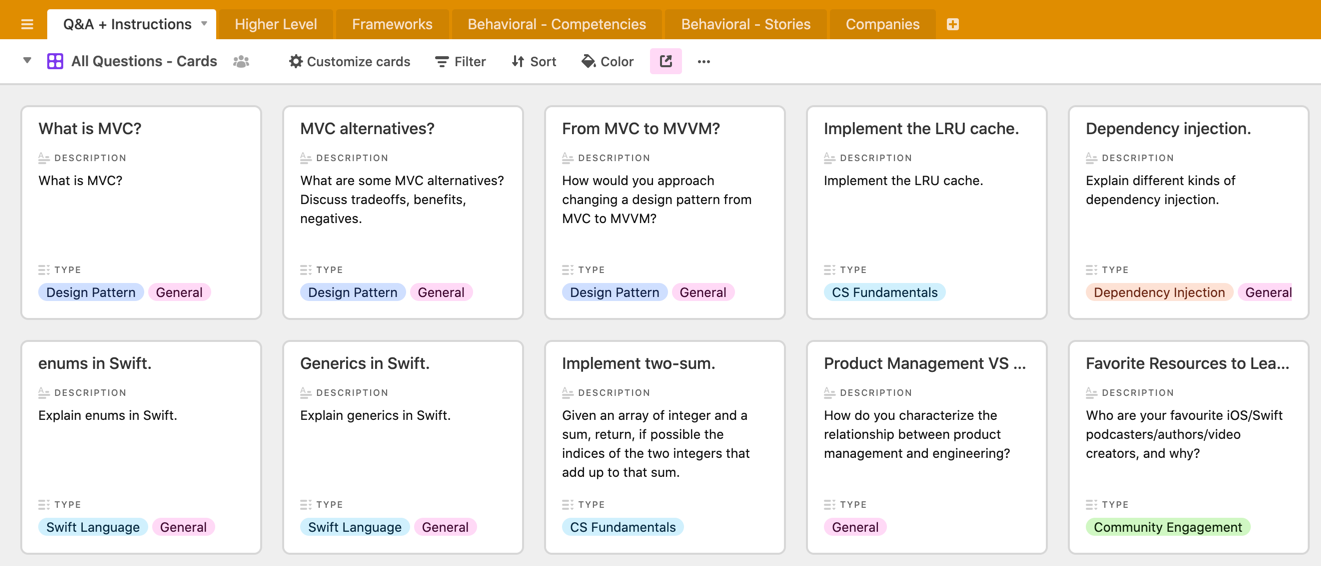 Q&A + Instructions
Higher Level
Frameworks
Behavioral - Competencies
Behavioral - Stories
Companies
All Questions - Cards
Customize cards
Filter
Sort
Color
What is MVC?
DESCRIPTION
What is MVC?
TYPE
Design Pattern General
MVC alternatives?
DESCRIPTION
What are some MVC alternatives?
Discuss tradeoffs, benefits,
negatives.
TYPE
Design Pattern General
From MVC to MVVM?
DESCRIPTION
How would you approach
changing a design pattern from
MVC to MVVM?
TYPE
Design Pattern General
Implement the LRU cache.
DESCRIPTION
Implement the LRU cache.
TYPE
CS Fundamentals
Dependency injection.
DESCRIPTION
Explain different kinds of
dependency injection.
TYPE
Dependency Injection General
enums in Swift.
DESCRIPTION
Explain enums in Swift.
TYPE
Swift Language General
Generics in Swift.
DESCRIPTION
Explain generics in Swift.
TYPE
Swift Language General
Implement two-sum.
DESCRIPTION
Given an array of integer and a
sum, return, if possible the
indices of the two integers that
add up to that sum.
TYPE
CS Fundamentals
Product Management VS ...
DESCRIPTION
How do you characterize the
relationship between product
management and engineering?
TYPE
General
Favorite Resources to Lea...
DESCRIPTION
Who are your favourite iOS/Swift
podcasters/authors/video
creators, and why?
TYPE
Community Engagement